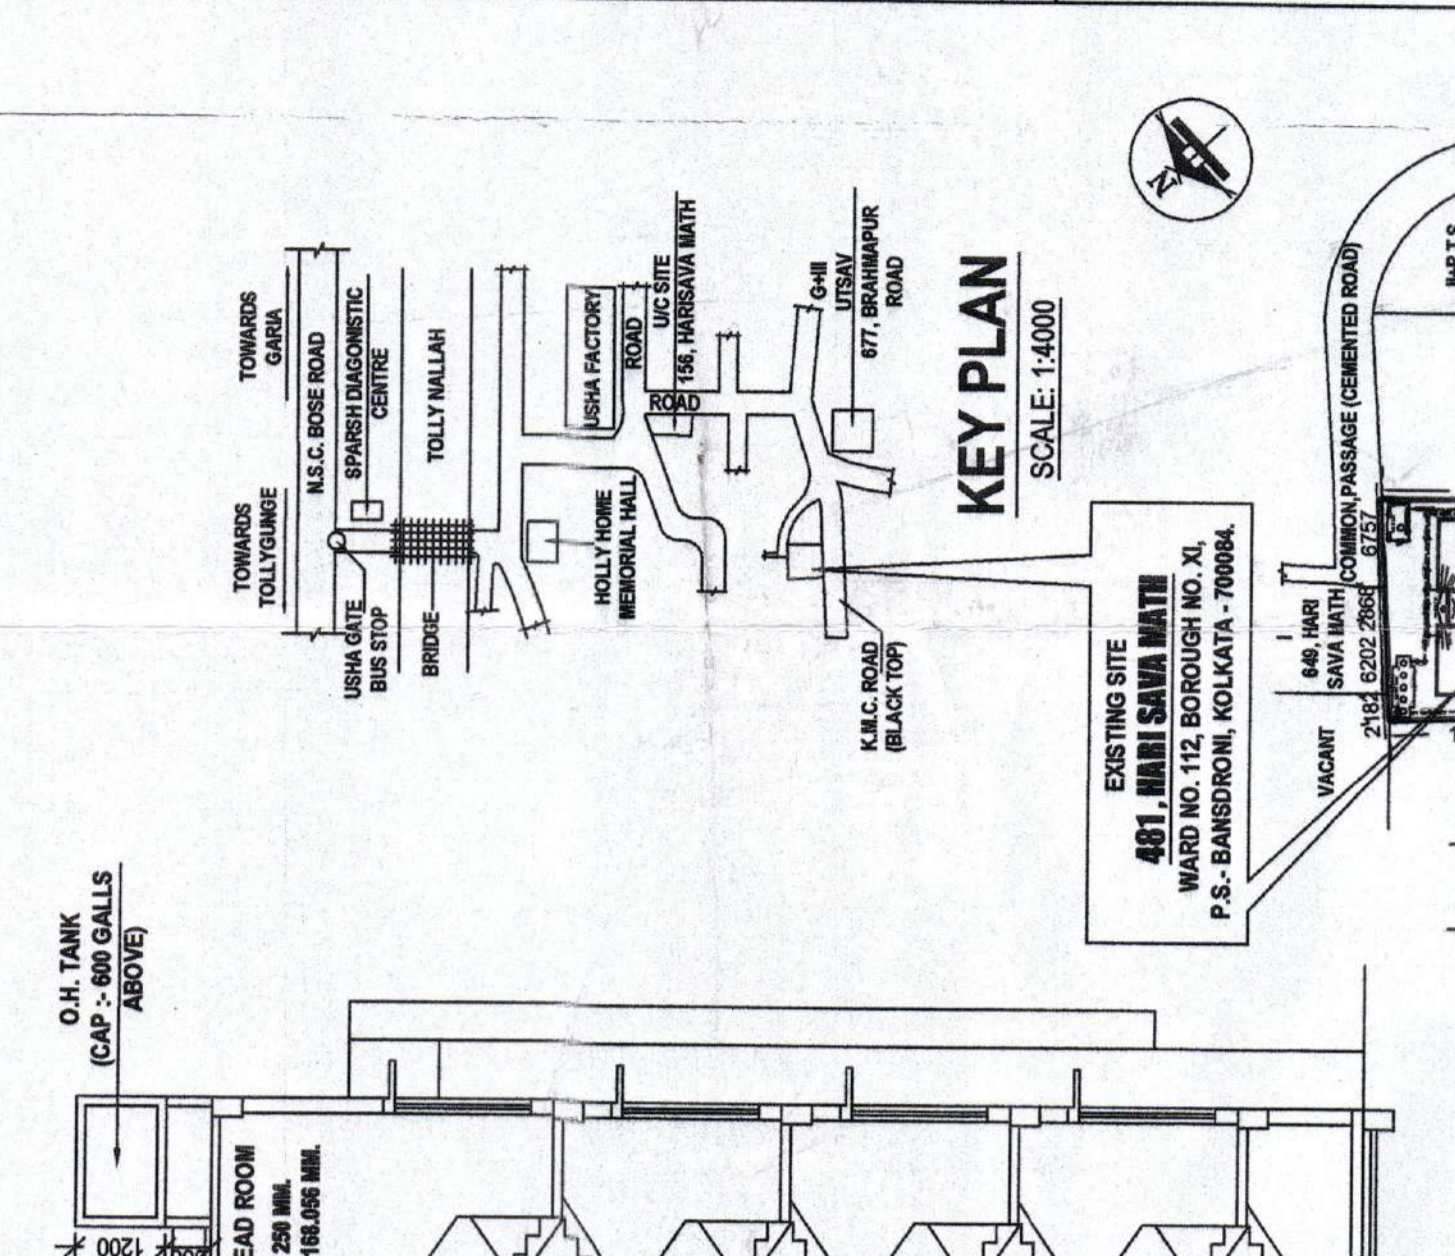 TOWARDS
GARIA
TOWARDS
TOLLYGUNGE
N.S.C. BOSE ROAD
SPARSH DIAGONISTIC
CENTRE
USHA GATE
BUS STOP
TOLLY NALLAH
BRIDGE
USHA FACTORY
ROAD
U/C SITE
156, HARISAVA MATH
ROAD
HOLLY HOME
MEMORIAL HALL
G+III
UTSAV
677, BRAHMAPUR
ROAD
K.M.C. ROAD
(BLACK TOP)
KEY PLAN
SCALE: 1:4000
N
EXISTING SITE
481, HARI SAVA MATH
WARD NO. 112, BOROUGH NO. XI,
P.S.- BANSDRONI, KOLKATA - 700084.
COMMON PASSAGE (CEMENTED ROAD)
649, HARI
SAVA MATH
VACANT
2182 6202 2868 6757
O.H. TANK
(CAP :- 600 GALLS
ABOVE)
1200
EAD ROOM
250 MM.
168.056 MM.